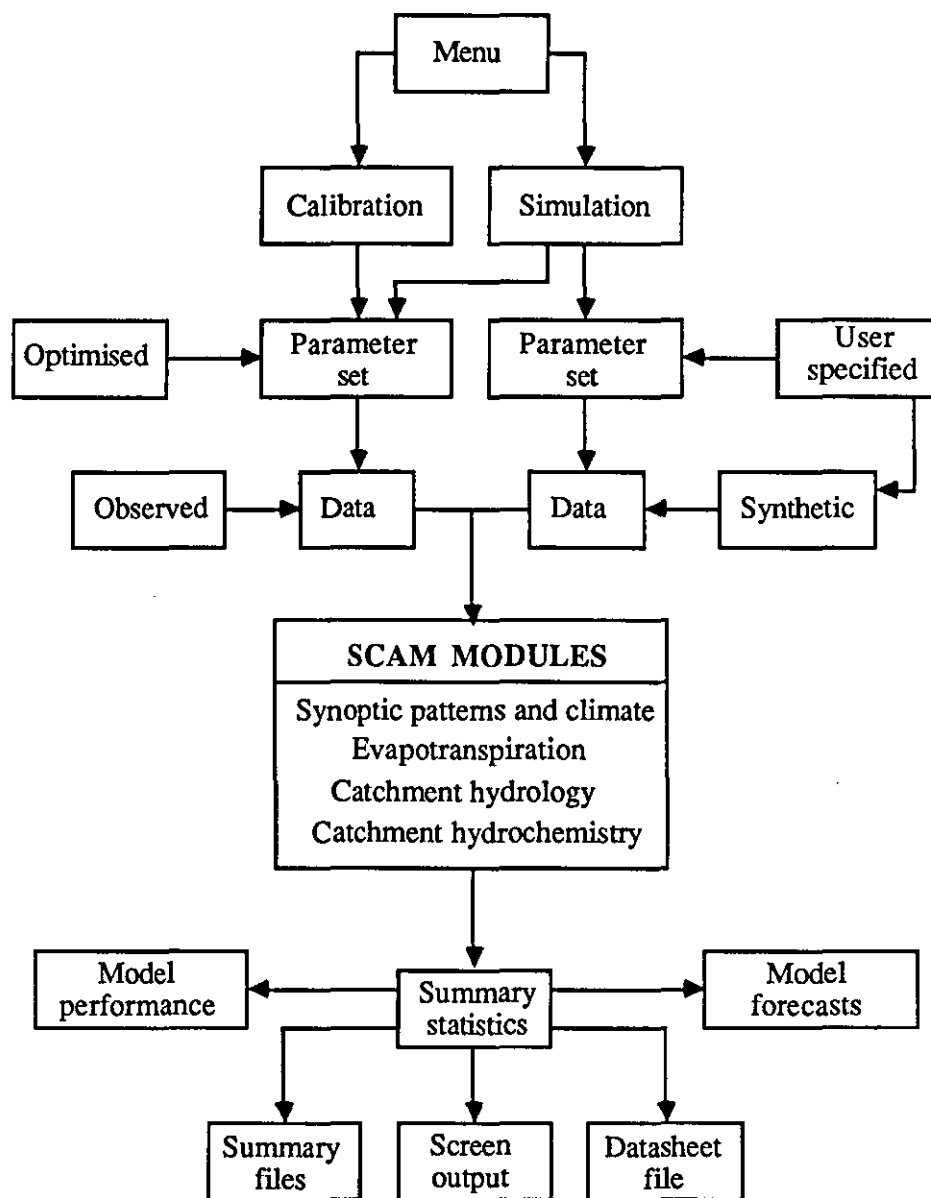 Menu
Calibration
Simulation
Optimised
Parameter
set
Parameter
set
User
specified
Observed
Data
Data
Synthetic
SCAM MODULES
Synoptic patterns and climate
Evapotranspiration
Catchment hydrology
Catchment hydrochemistry
Model
performance
Summary
statistics
Model
forecasts
Summary
files
Screen
output
Datasheet
file